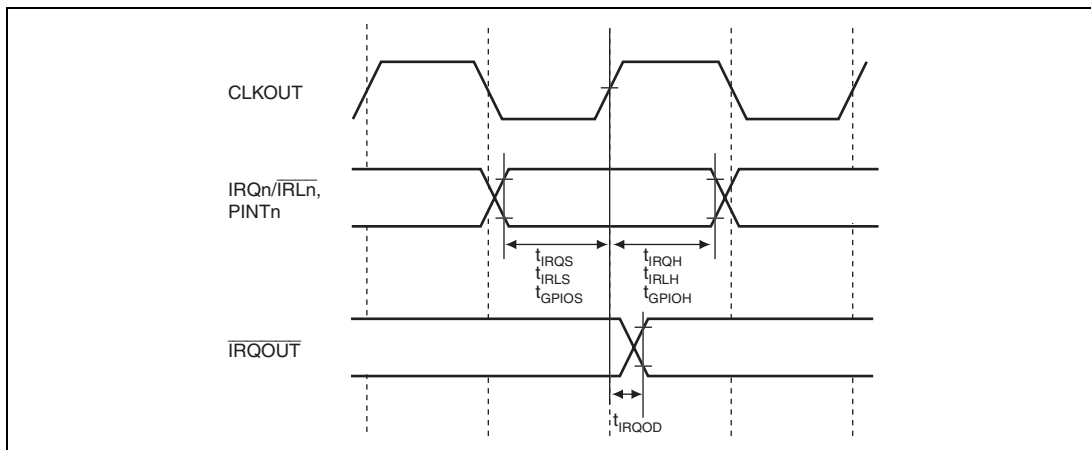 CLKOUT
IRQn/IRLn,
PINTn
tIRQS
tIRLS
tGPIOS
tIRQH
tIRLH
tGPIOH
IRQOUT
tIRQOD